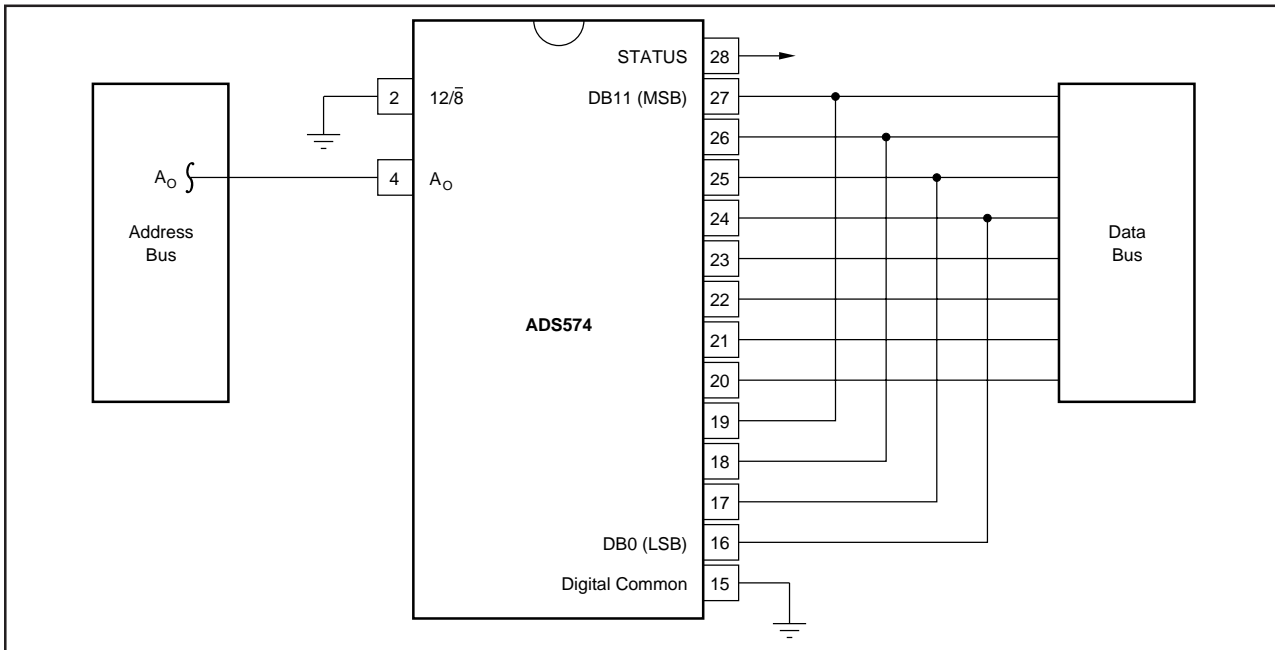 STATUS 28
2 12/8̅ DB11 (MSB) 27
26
A_O 25
4 A_O
Address
Bus
24
Data
Bus
23
22
ADS574
21
20
19
18
17
DB0 (LSB) 16
Digital Common 15